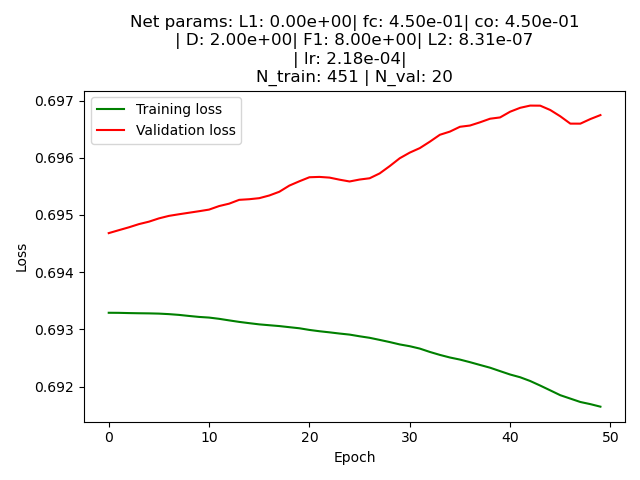 Net params: L1: 0.00e+00| fc: 4.50e-01| co: 4.50e-01
| D: 2.00e+00| F1: 8.00e+00| L2: 8.31e-07
| lr: 2.18e-04|
N_train: 451 | N_val: 20
Training loss
Validation loss
0.697
0.696
0.695
0.694
0.693
0.692
Loss
0 10 20 30 40 50
Epoch